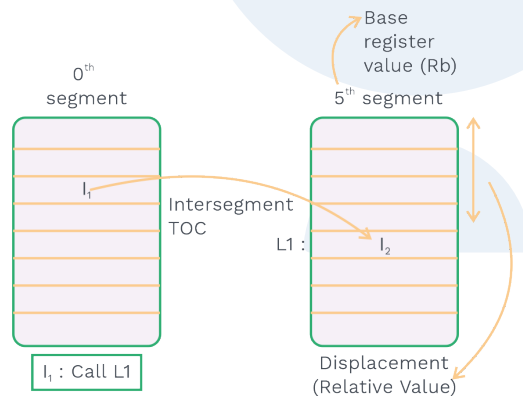 Base
register
value (Rb)
0th
segment
5th segment
I1
Intersegment
TOC
L1 :
I2
I1 : Call L1
Displacement
(Relative Value)